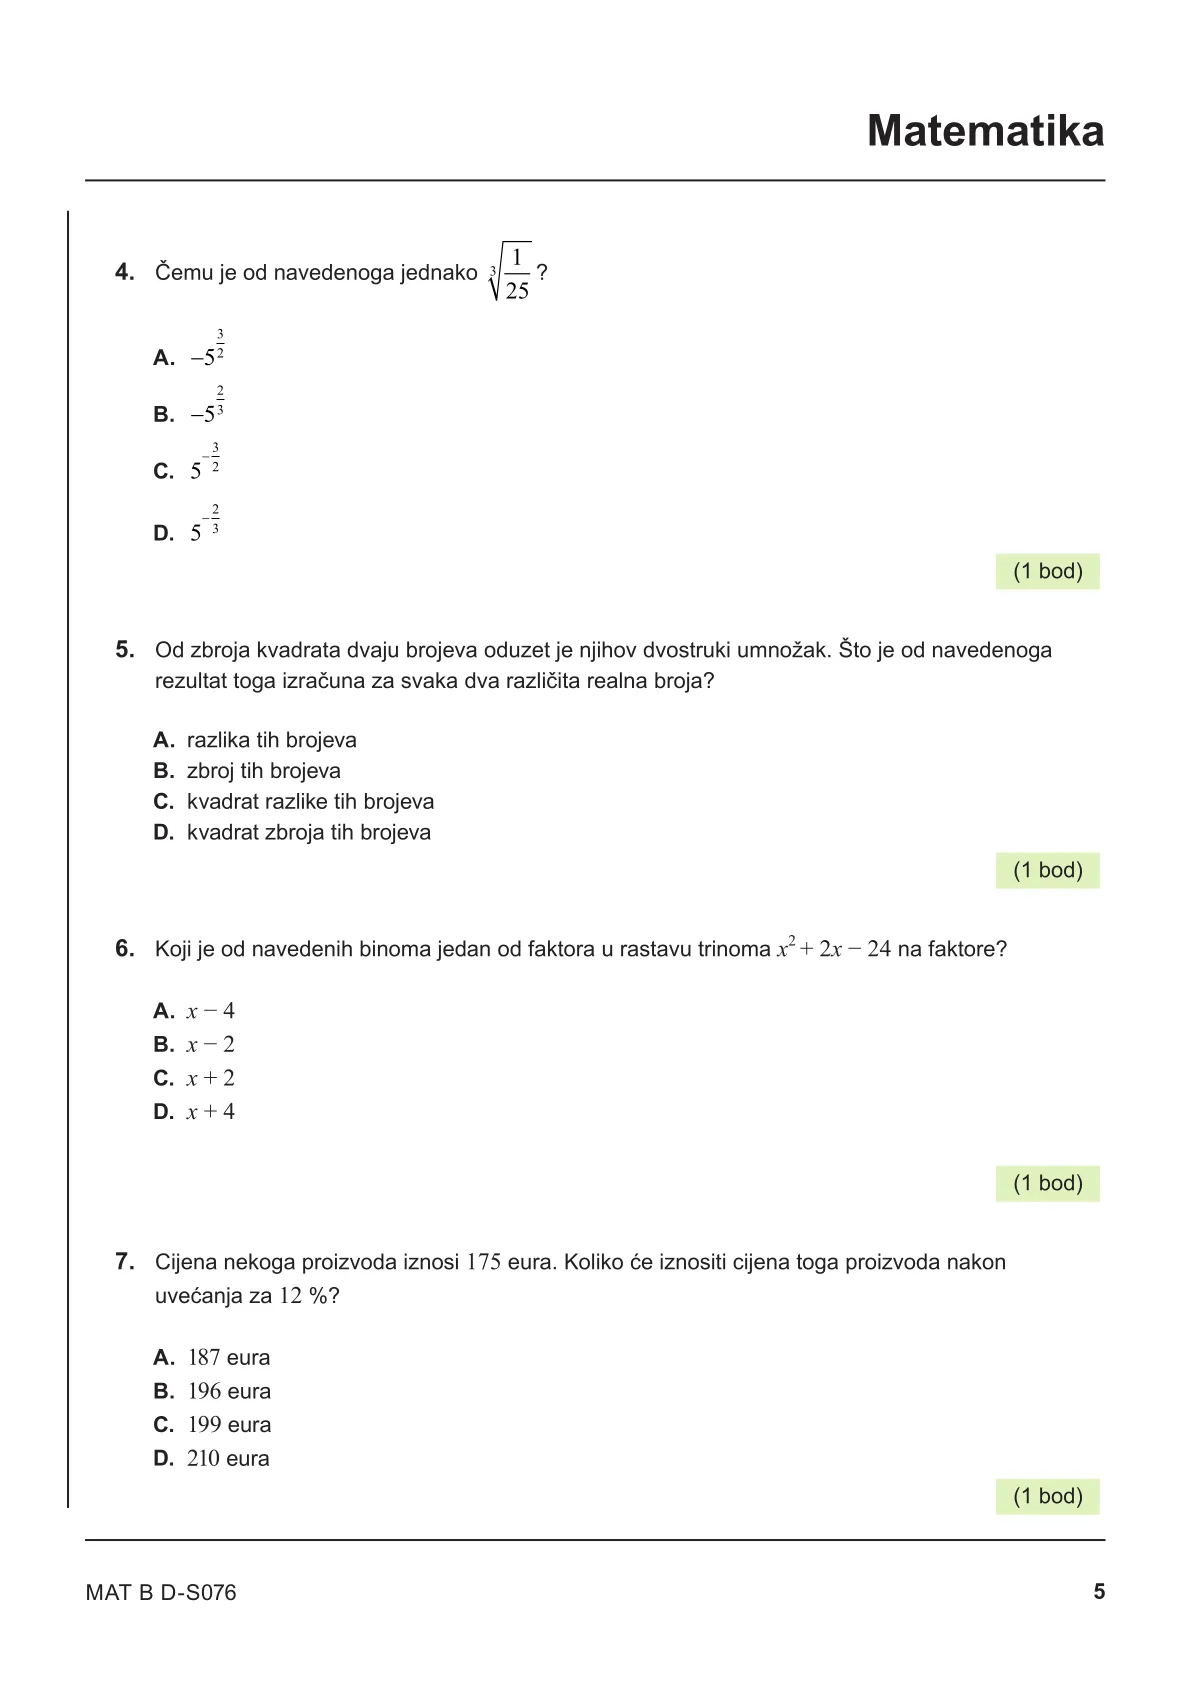 Matematika
4. Čemu je od navedenoga jednako ∛(1/25) ?
A. −5^(3/2)
B. −5^(2/3)
C. 5^(−3/2)
D. 5^(−2/3)
(1 bod)
5. Od zbroja kvadrata dvaju brojeva oduzet je njihov dvostruki umnožak. Što je od navedenoga
rezultat toga izračuna za svaka dva različita realna broja?
A. razlika tih brojeva
B. zbroj tih brojeva
C. kvadrat razlike tih brojeva
D. kvadrat zbroja tih brojeva
(1 bod)
6. Koji je od navedenih binoma jedan od faktora u rastavu trinoma x² + 2x − 24 na faktore?
A. x − 4
B. x − 2
C. x + 2
D. x + 4
(1 bod)
7. Cijena nekoga proizvoda iznosi 175 eura. Koliko će iznositi cijena toga proizvoda nakon
uvećanja za 12 %?
A. 187 eura
B. 196 eura
C. 199 eura
D. 210 eura
(1 bod)
MAT B D-S076
5